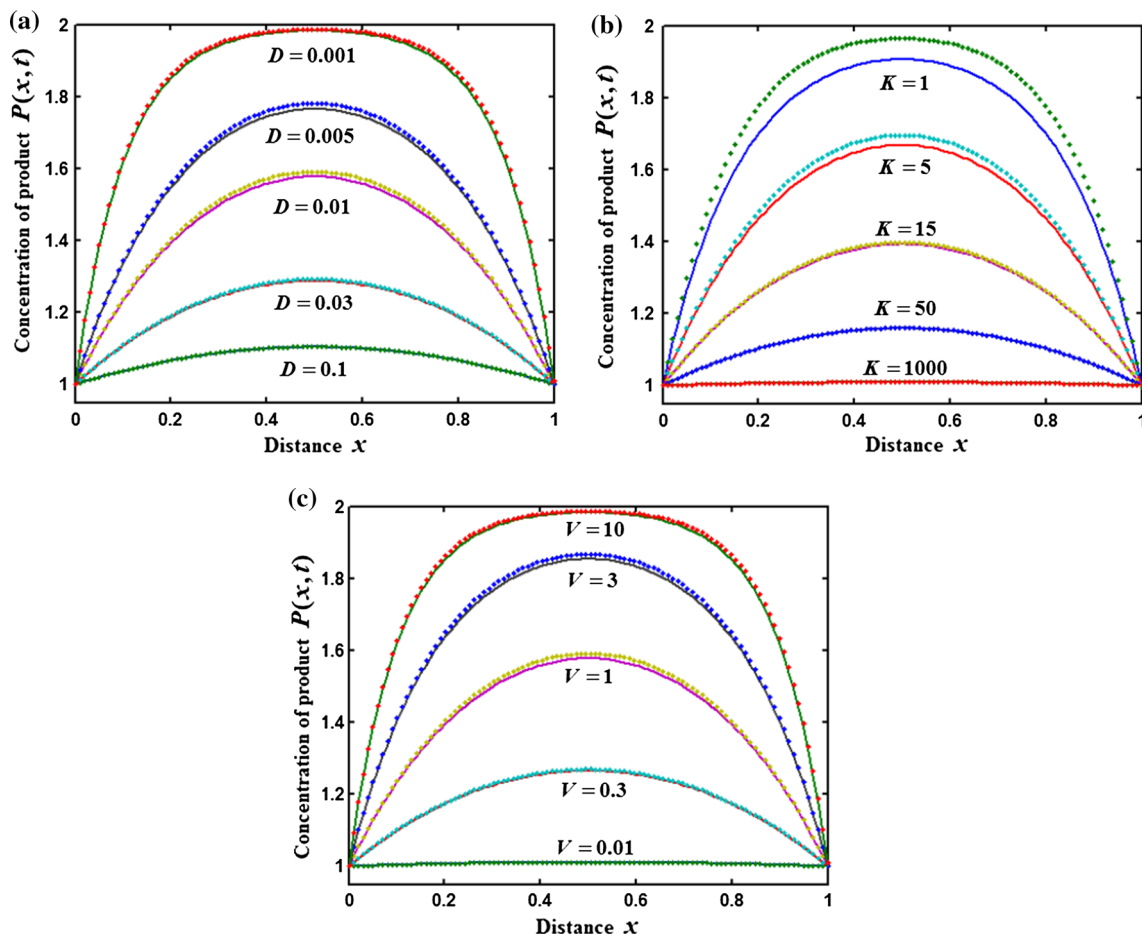 (a)
Concentration of product P(x,t)
2
1.8
1.6
1.4
1.2
1
D = 0.001
D = 0.005
D = 0.01
D = 0.03
D = 0.1
0 0.2 0.4 0.6 0.8 1
Distance x
(b)
Concentration of product P(x,t)
2
1.8
1.6
1.4
1.2
1
K = 1
K = 5
K = 15
K = 50
K = 1000
0 0.2 0.4 0.6 0.8 1
Distance x
(c)
Concentration of product P(x,t)
2
1.8
1.6
1.4
1.2
1
V = 10
V = 3
V = 1
V = 0.3
V = 0.01
0 0.2 0.4 0.6 0.8 1
Distance x